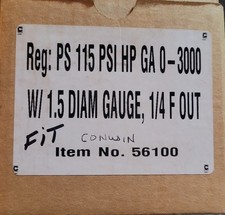 Reg: PS 115 PSI HP GA 0-3000
W/ 1.5 DIAM GAUGE, 1/4 F OUT
FiT CONWIN
Item No. 56100